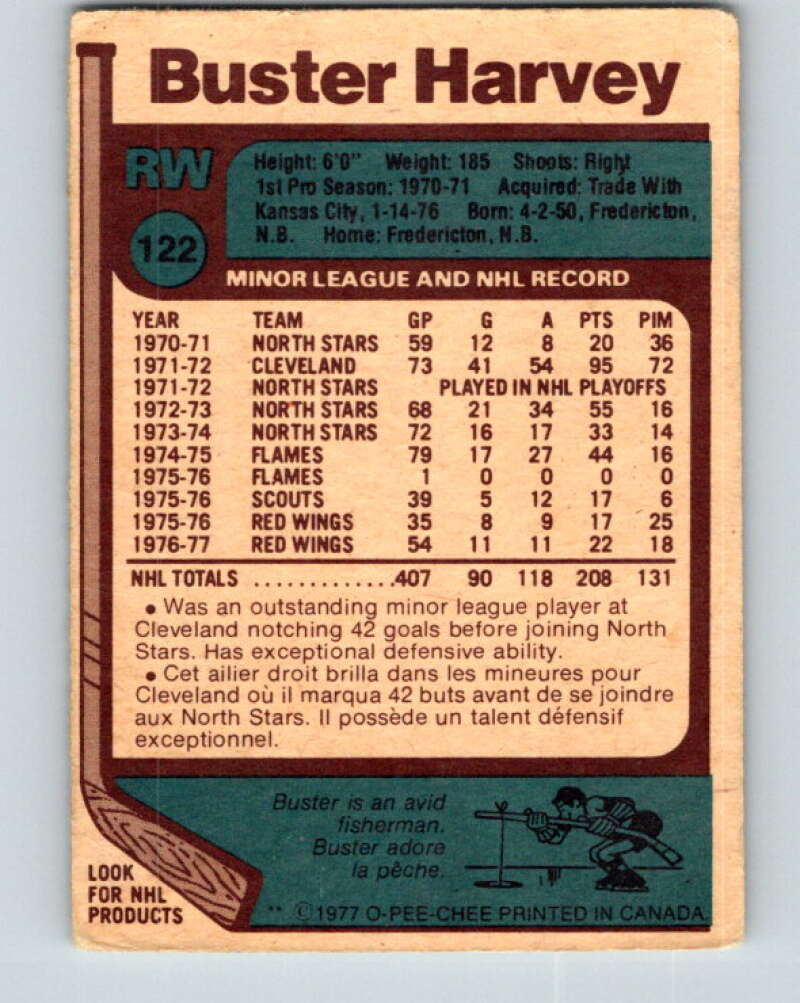 Buster Harvey
RW
122
Height: 6'0" Weight: 185 Shoots: Right
1st Pro Season: 1970-71 Acquired: Trade With
Kansas City, 1-14-76 Born: 4-2-50, Fredericton,
N.B. Home: Fredericton, N.B.
MINOR LEAGUE AND NHL RECORD
YEAR TEAM GP G A PTS PIM
1970-71 NORTH STARS 59 12 8 20 36
1971-72 CLEVELAND 73 41 54 95 72
1971-72 NORTH STARS PLAYED IN NHL PLAYOFFS
1972-73 NORTH STARS 68 21 34 55 16
1973-74 NORTH STARS 72 16 17 33 14
1974-75 FLAMES 79 17 27 44 16
1975-76 FLAMES 1 0 0 0 0
1975-76 SCOUTS 39 5 12 17 6
1975-76 RED WINGS 35 8 9 17 25
1976-77 RED WINGS 54 11 11 22 18
NHL TOTALS .............407 90 118 208 131
• Was an outstanding minor league player at
Cleveland notching 42 goals before joining North
Stars. Has exceptional defensive ability.
• Cet ailier droit brilla dans les mineures pour
Cleveland où il marqua 42 buts avant de se joindre
aux North Stars. Il possède un talent défensif
exceptionnel.
Buster is an avid
fisherman.
Buster adore
la pêche.
LOOK
FOR NHL
PRODUCTS
** ©1977 O-PEE-CHEE PRINTED IN CANADA.